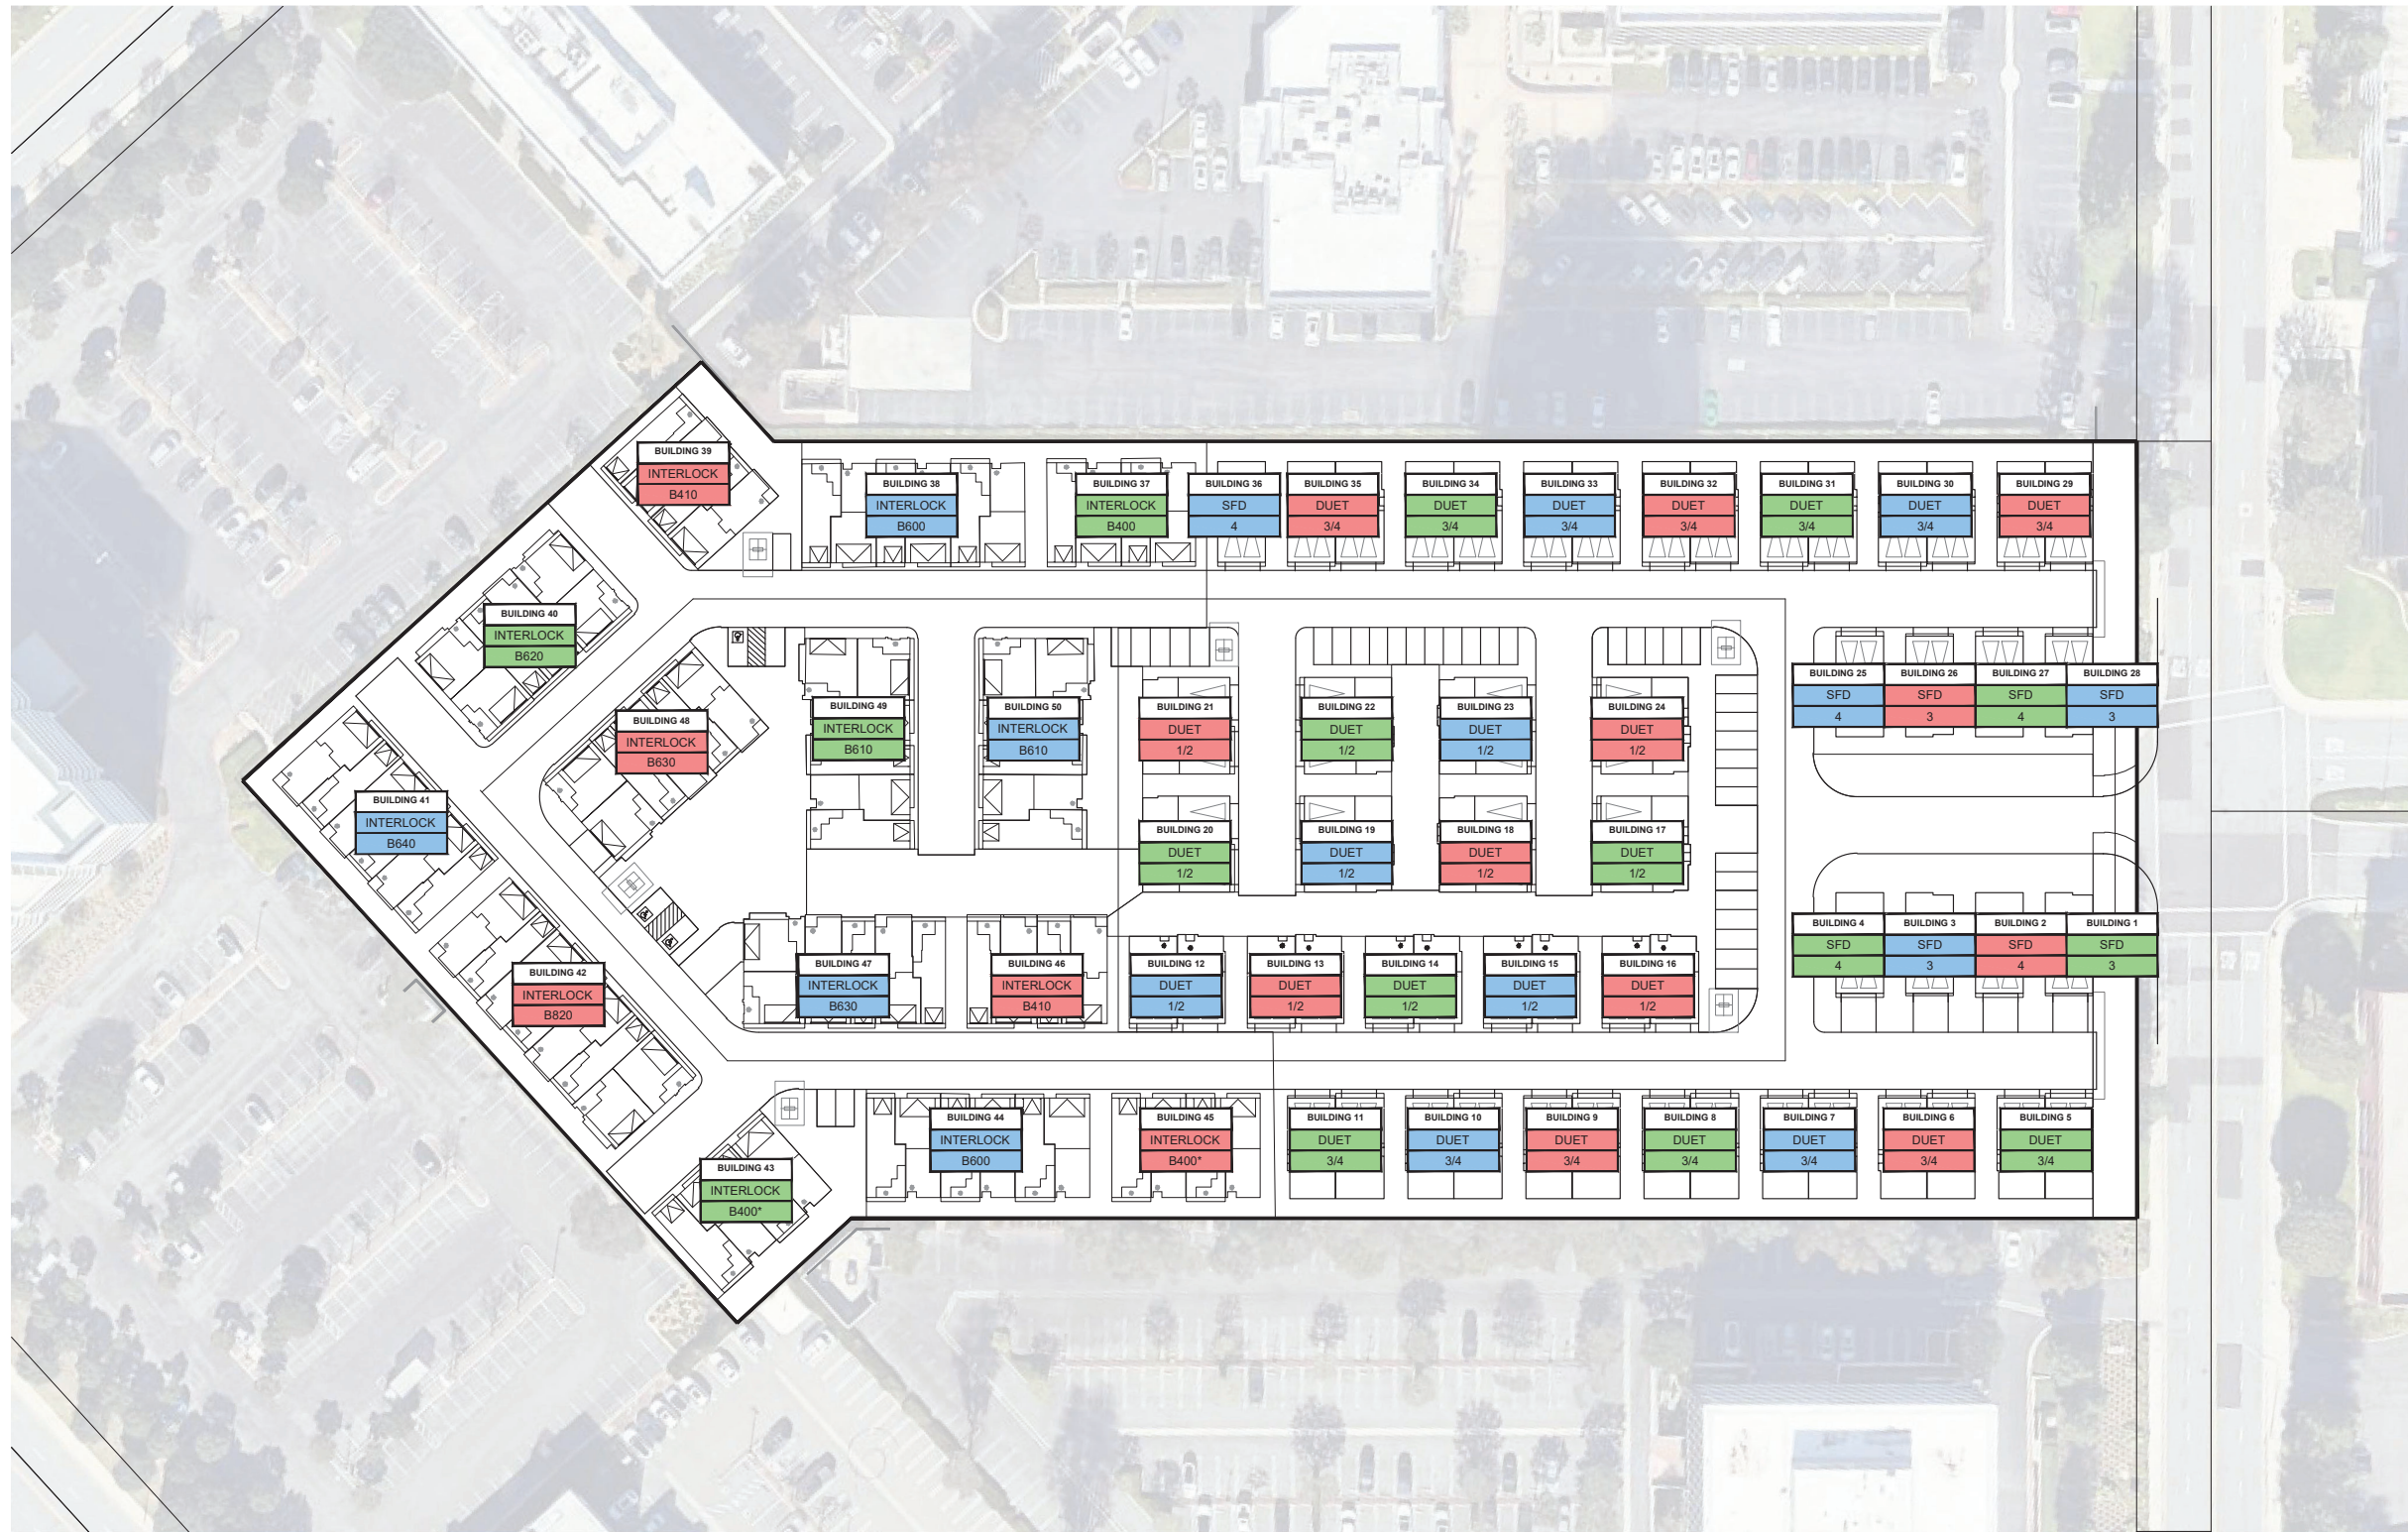 BUILDING 39
INTERLOCK
B410
BUILDING 38
INTERLOCK
B600
BUILDING 37
INTERLOCK
B400
BUILDING 36
SFD
4
BUILDING 35
DUET
3/4
BUILDING 34
DUET
3/4
BUILDING 33
DUET
3/4
BUILDING 32
DUET
3/4
BUILDING 31
DUET
3/4
BUILDING 30
DUET
3/4
BUILDING 29
DUET
3/4
BUILDING 40
INTERLOCK
B620
BUILDING 48
INTERLOCK
B630
BUILDING 49
INTERLOCK
B610
BUILDING 50
INTERLOCK
B610
BUILDING 21
DUET
1/2
BUILDING 22
DUET
1/2
BUILDING 23
DUET
1/2
BUILDING 24
DUET
1/2
BUILDING 25
SFD
4
BUILDING 26
SFD
3
BUILDING 27
SFD
4
BUILDING 28
SFD
3
BUILDING 41
INTERLOCK
B640
BUILDING 20
DUET
1/2
BUILDING 19
DUET
1/2
BUILDING 18
DUET
1/2
BUILDING 17
DUET
1/2
BUILDING 4
SFD
4
BUILDING 3
SFD
3
BUILDING 2
SFD
4
BUILDING 1
SFD
3
BUILDING 42
INTERLOCK
B820
BUILDING 47
INTERLOCK
B630
BUILDING 46
INTERLOCK
B410
BUILDING 12
DUET
1/2
BUILDING 13
DUET
1/2
BUILDING 14
DUET
1/2
BUILDING 15
DUET
1/2
BUILDING 16
DUET
1/2
BUILDING 43
INTERLOCK
B400*
BUILDING 44
INTERLOCK
B600
BUILDING 45
INTERLOCK
B400*
BUILDING 11
DUET
3/4
BUILDING 10
DUET
3/4
BUILDING 9
DUET
3/4
BUILDING 8
DUET
3/4
BUILDING 7
DUET
3/4
BUILDING 6
DUET
3/4
BUILDING 5
DUET
3/4